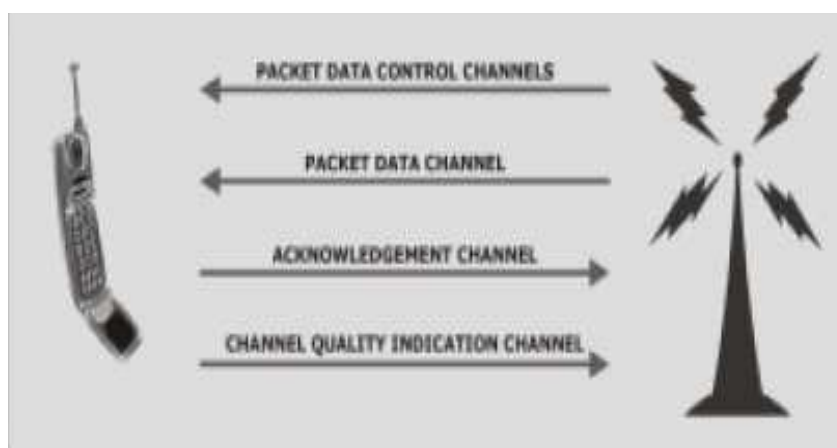 PACKET DATA CONTROL CHANNELS
PACKET DATA CHANNEL
ACKNOWLEDGEMENT CHANNEL
CHANNEL QUALITY INDICATION CHANNEL